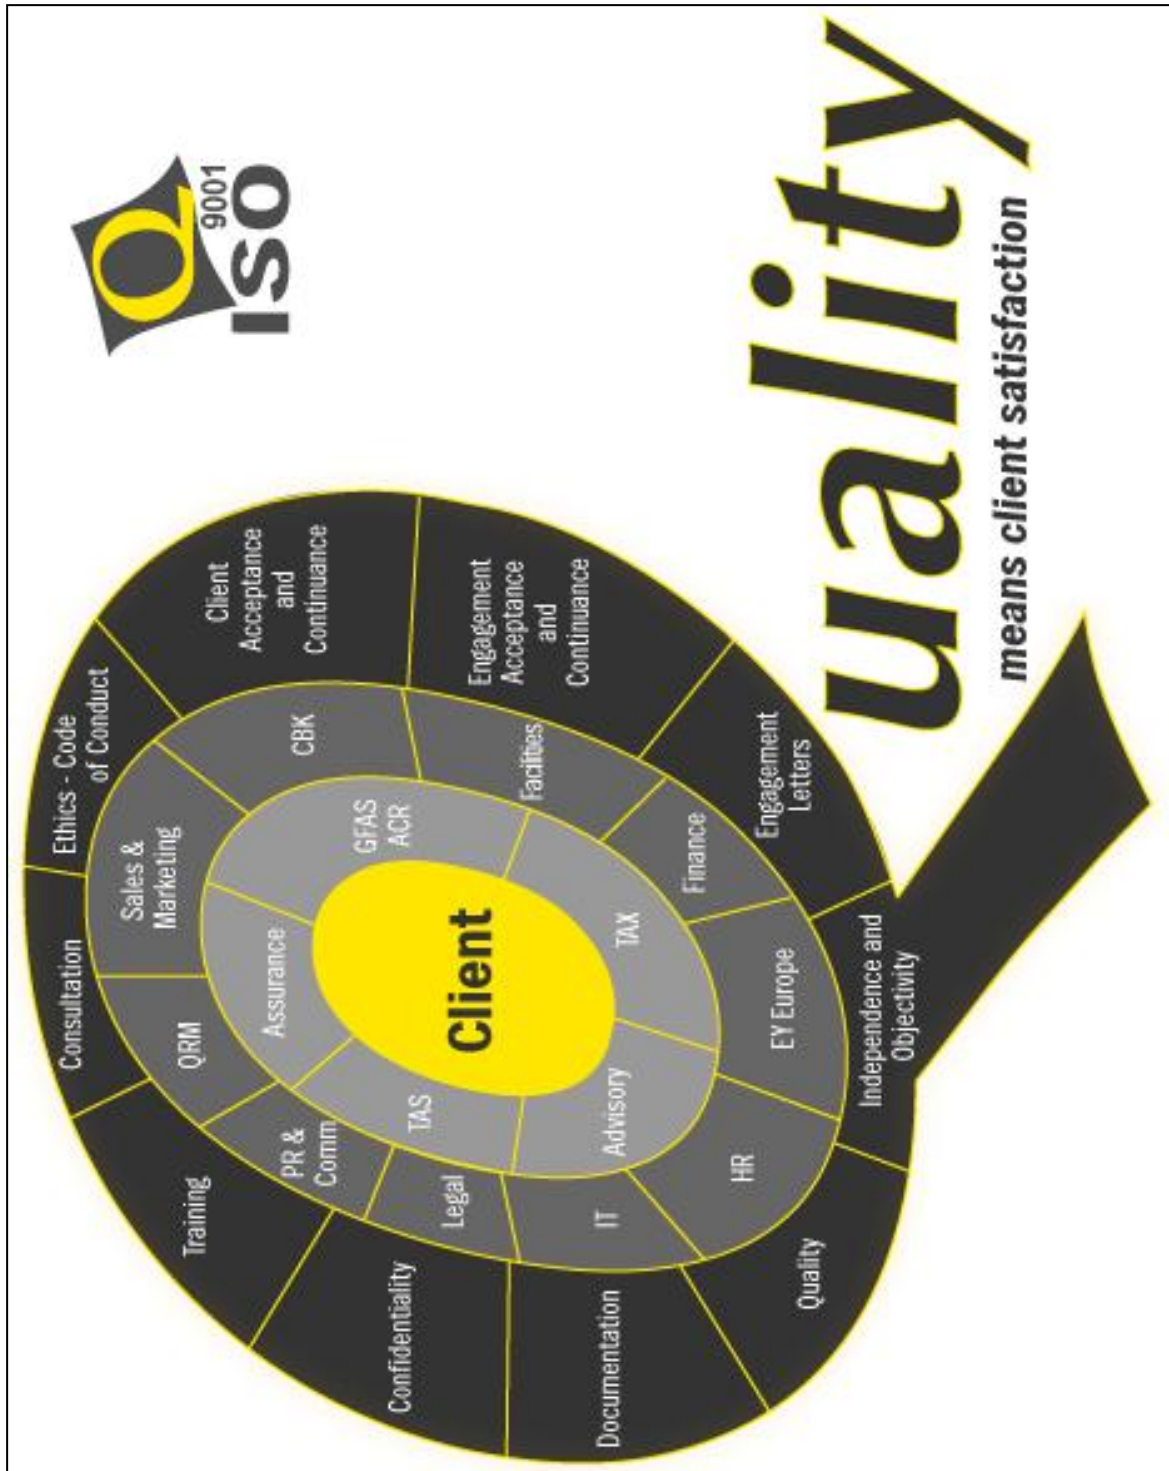 Q
9001
ISO
Ethics - Code
of Conduct
Client
Acceptance
and
Continuance
Engagement
Acceptance
and
Continuance
Engagement
Letters
Independence and
Objectivity
Quality
Documentation
Confidentiality
Training
Consultation
Sales &
Marketing
CBK
Facilities
Finance
EY Europe
HR
IT
Legal
PR &
Comm
QRM
Assurance
GFAS
ACR
TAX
Advisory
TAS
Client
uality
means client satisfaction